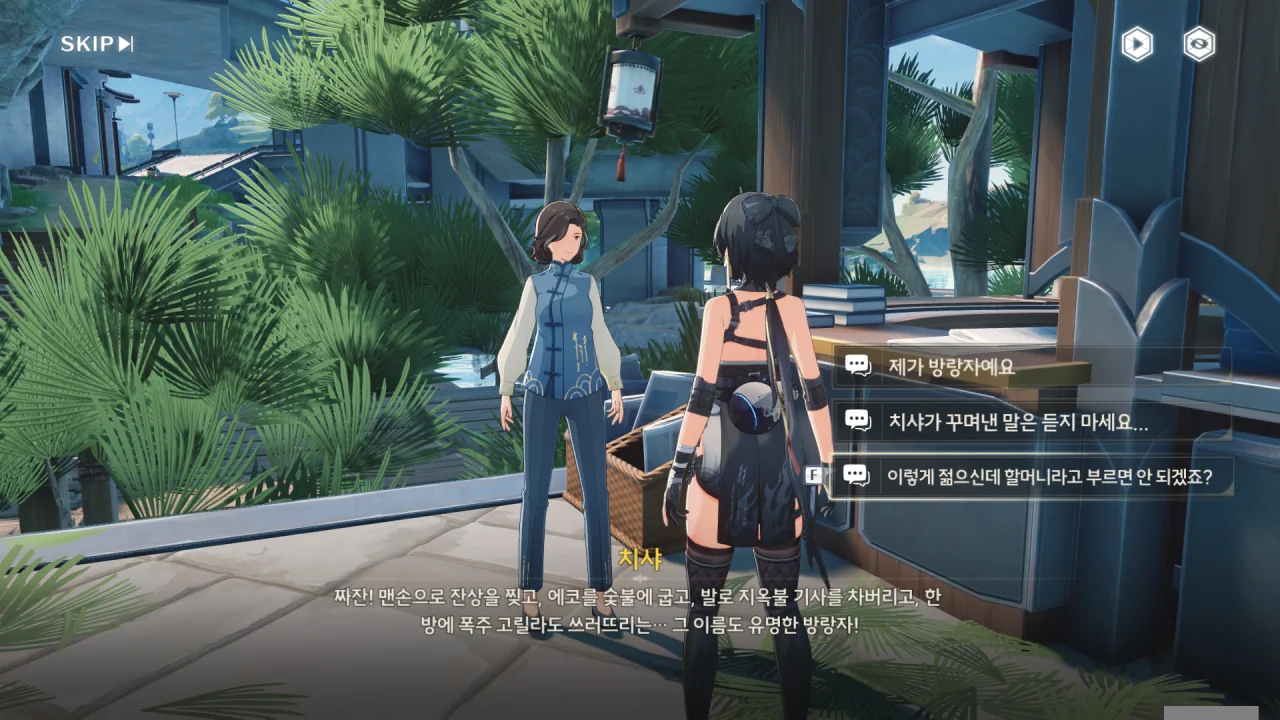 SKIP
제가 방랑자예요
치샤가 꾸며낸 말은 듣지 마세요...
F
이렇게 젊으신데 할머니라고 부르면 안 되겠죠?
치샤
짜잔! 맨손으로 잔상을 찢고, 에코를 숯불에 굽고, 발로 지옥불 기사를 차버리고, 한
방에 폭주 고릴라도 쓰러뜨리는… 그 이름도 유명한 방랑자!